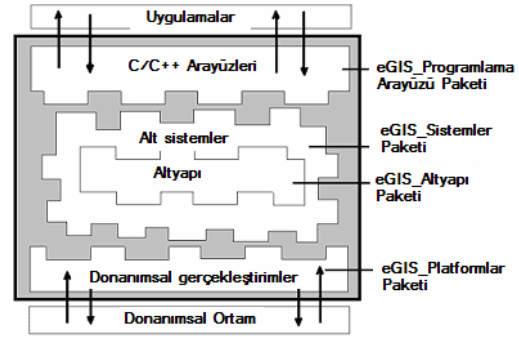 Uygulamalar
C/C++ Arayüzleri
eGIS_Programlama
Arayüzü Paketi
Alt sistemler
eGIS_Sistemler
Paketi
Altyapı
eGIS_Altyapı
Paketi
Donanımsal gerçekleştirimler
eGIS_Platformlar
Paketi
Donanımsal Ortam